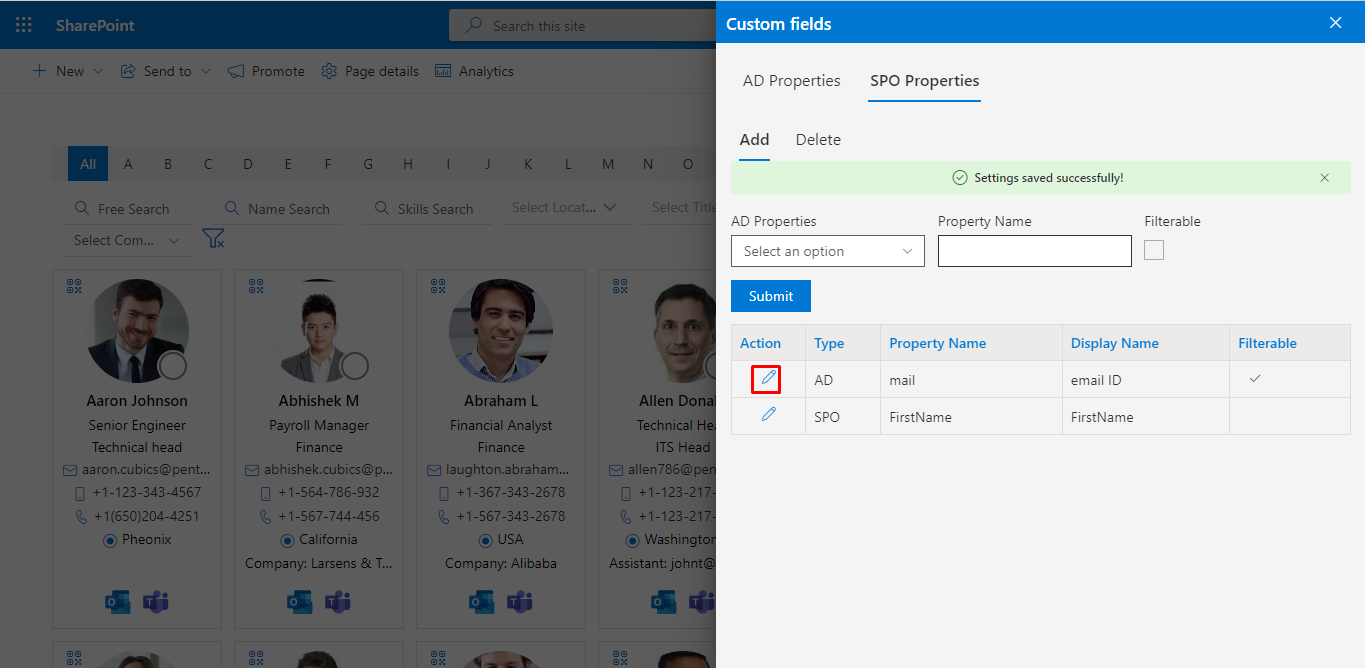 SharePoint
Search this site
New
Send to
Promote
Page details
Analytics
All A B C D E F G H I J K L M N O
Free Search
Name Search
Skills Search
Select Locat...
Select Title
Select Com...
Aaron Johnson
Senior Engineer
Technical head
aaron.cubics@pent...
+1-123-343-4567
+1(650)204-4251
Pheonix
Abhishek M
Payroll Manager
Finance
abhishek.cubics@p...
+1-564-786-932
+1-567-744-456
California
Company: Larsens & T...
Abraham L
Financial Analyst
Finance
laughton.abraham...
+1-367-343-2678
+1-567-343-2678
USA
Company: Alibaba
Allen Dona
Technical Hea
ITS Head
allen786@pen
+1-123-217-
+1-123-217-
Washington
Assistant: johnt@
Custom fields
AD Properties
SPO Properties
Add
Delete
Settings saved successfully!
AD Properties
Property Name
Filterable
Select an option
Submit
Action Type Property Name Display Name Filterable
AD mail email ID
SPO FirstName FirstName